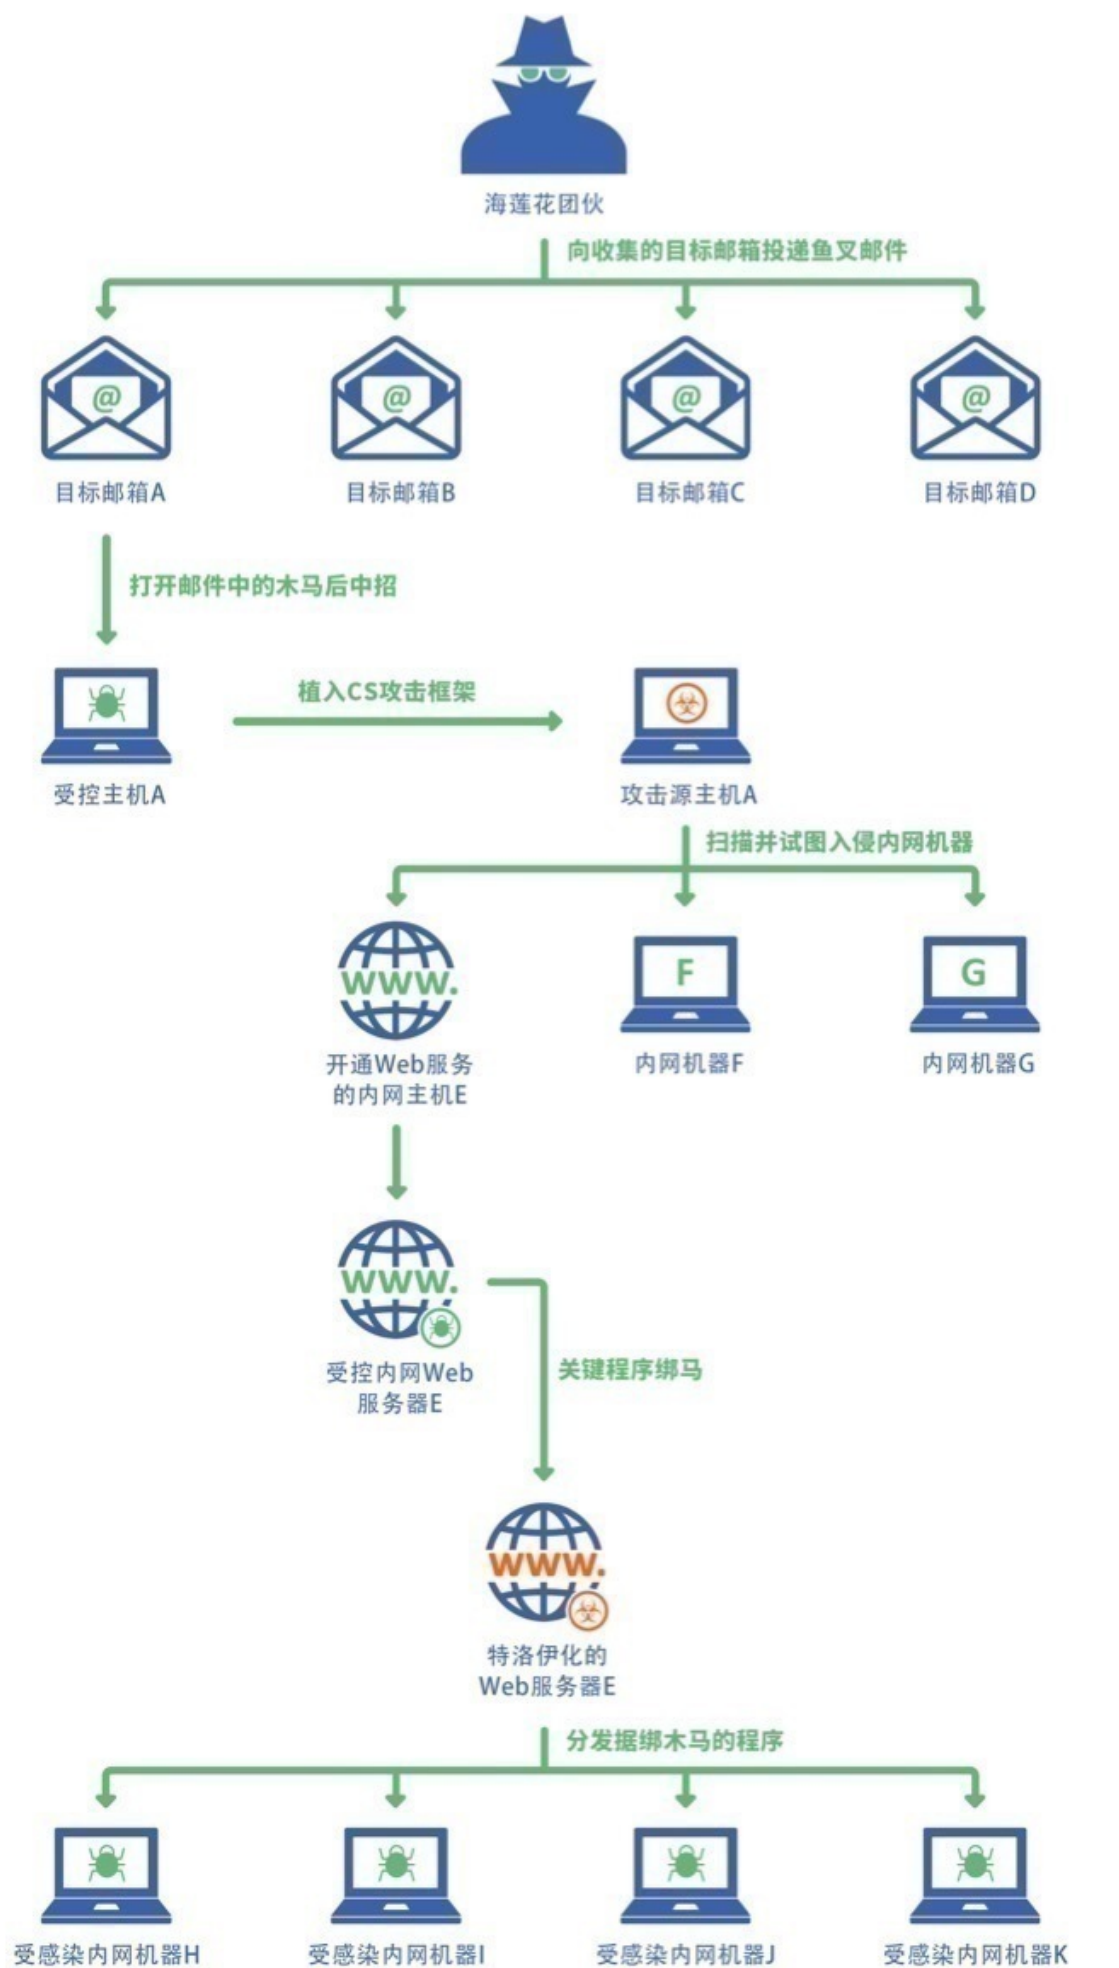 海莲花团伙
向收集的目标邮箱投递鱼叉邮件
@
@
@
@
目标邮箱A
目标邮箱B
目标邮箱C
目标邮箱D
打开邮件中的木马后中招
植入CS攻击框架
受控主机A
攻击源主机A
扫描并试图入侵内网机器
www.
F
G
开通Web服务
的内网主机E
内网机器F
内网机器G
www.
受控内网Web
服务器E
关键程序绑马
www.
特洛伊化的
Web服务器E
分发据绑木马的程序
受感染内网机器H
受感染内网机器I
受感染内网机器J
受感染内网机器K